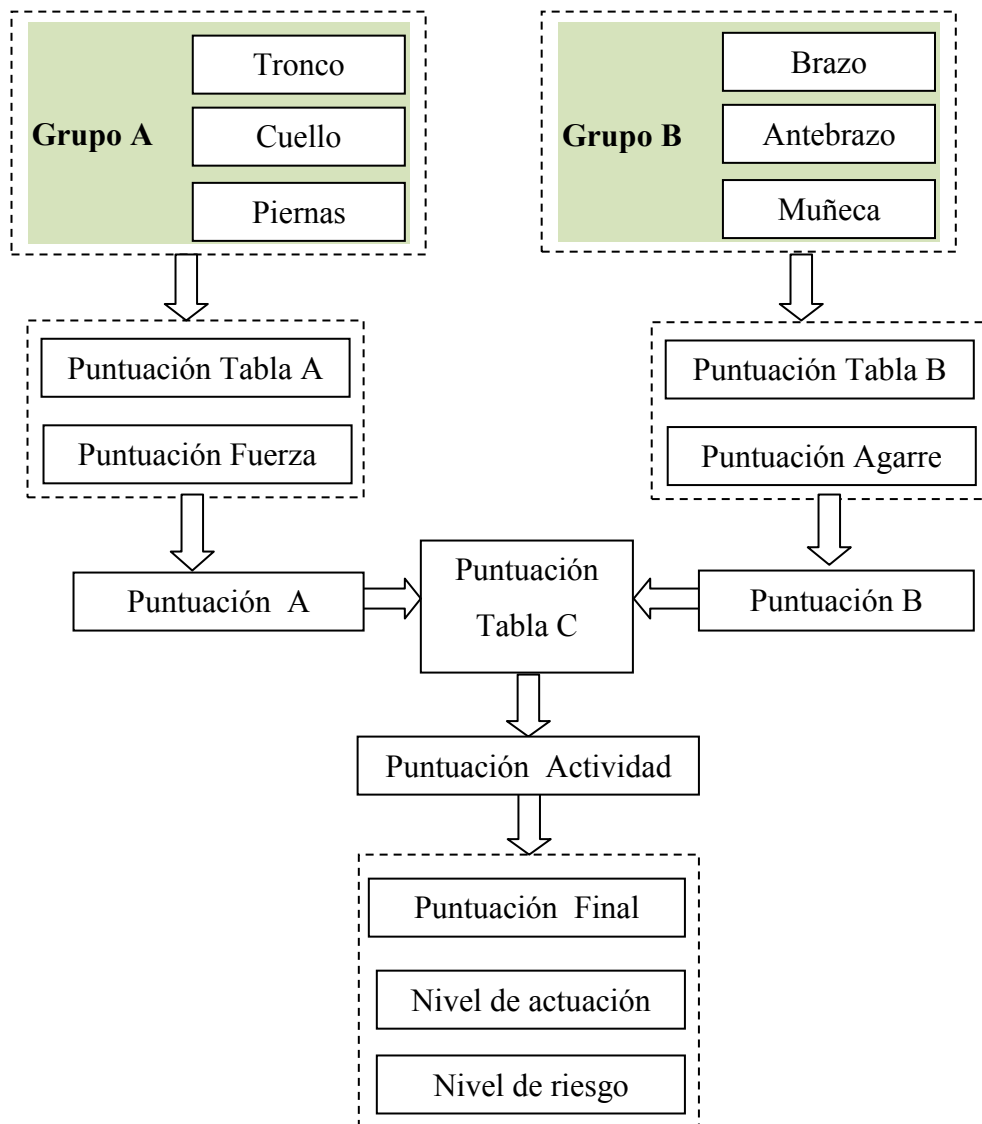 Grupo A
Tronco
Cuello
Piernas
Grupo B
Brazo
Antebrazo
Muñeca
Puntuación Tabla A
Puntuación Fuerza
Puntuación Tabla B
Puntuación Agarre
Puntuación A
Puntuación
Tabla C
Puntuación B
Puntuación Actividad
Puntuación Final
Nivel de actuación
Nivel de riesgo